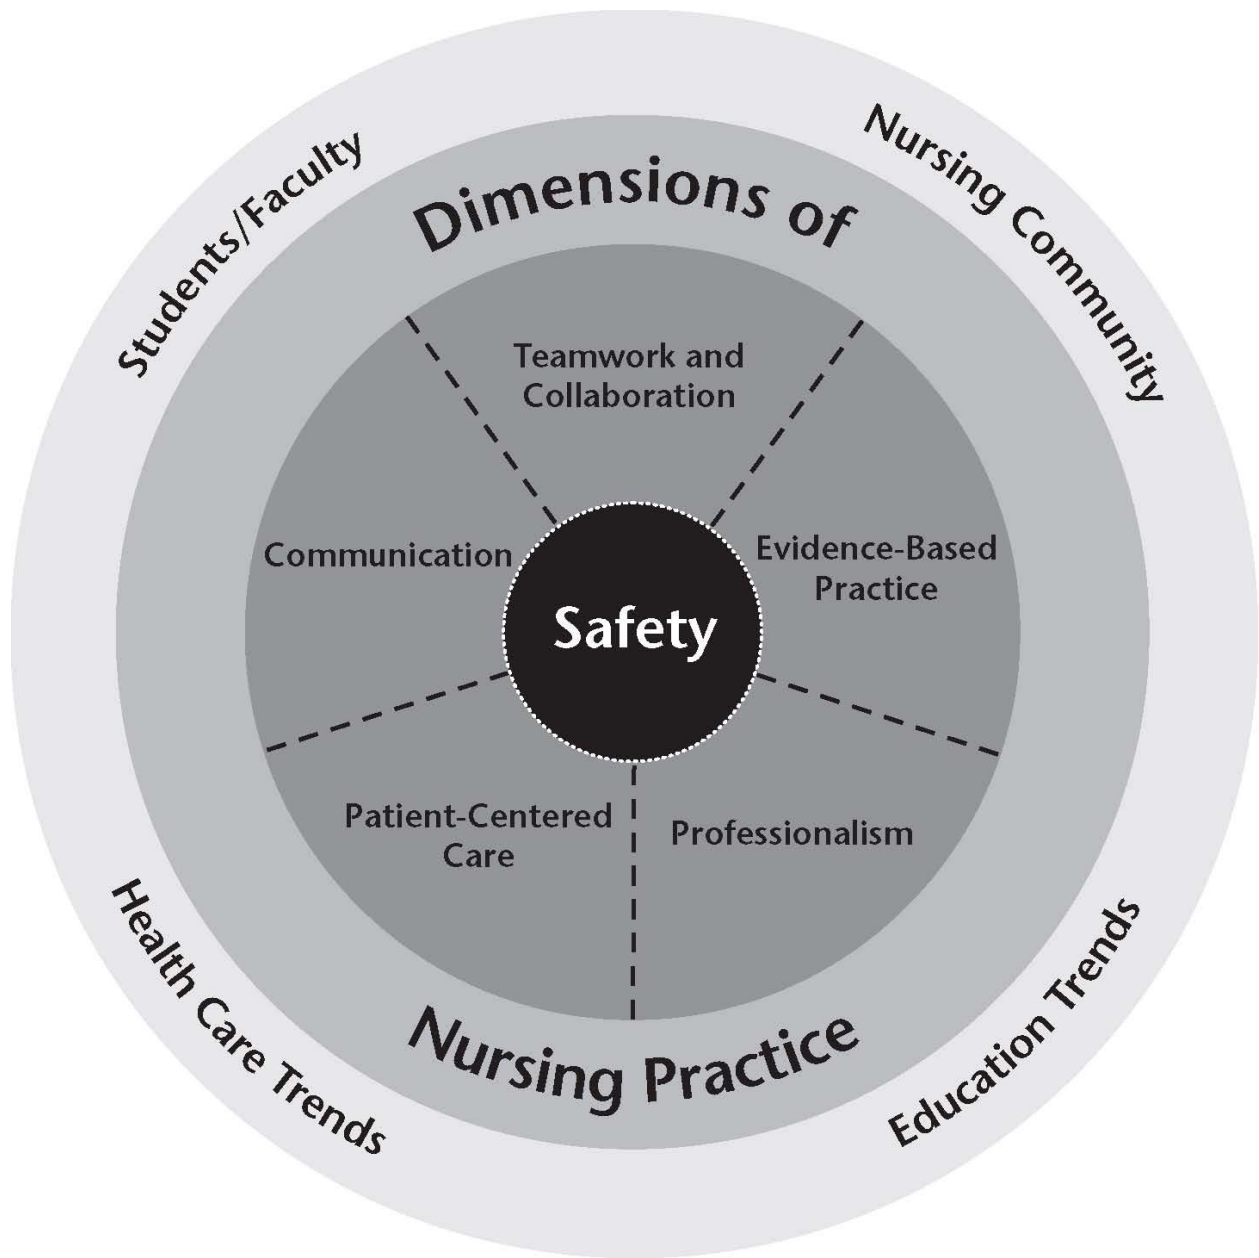 Students/Faculty
Nursing Community
Dimensions of
Teamwork and
Collaboration
Communication
Evidence-Based
Practice
Safety
Patient-Centered
Care
Professionalism
Nursing Practice
Health Care Trends
Education Trends